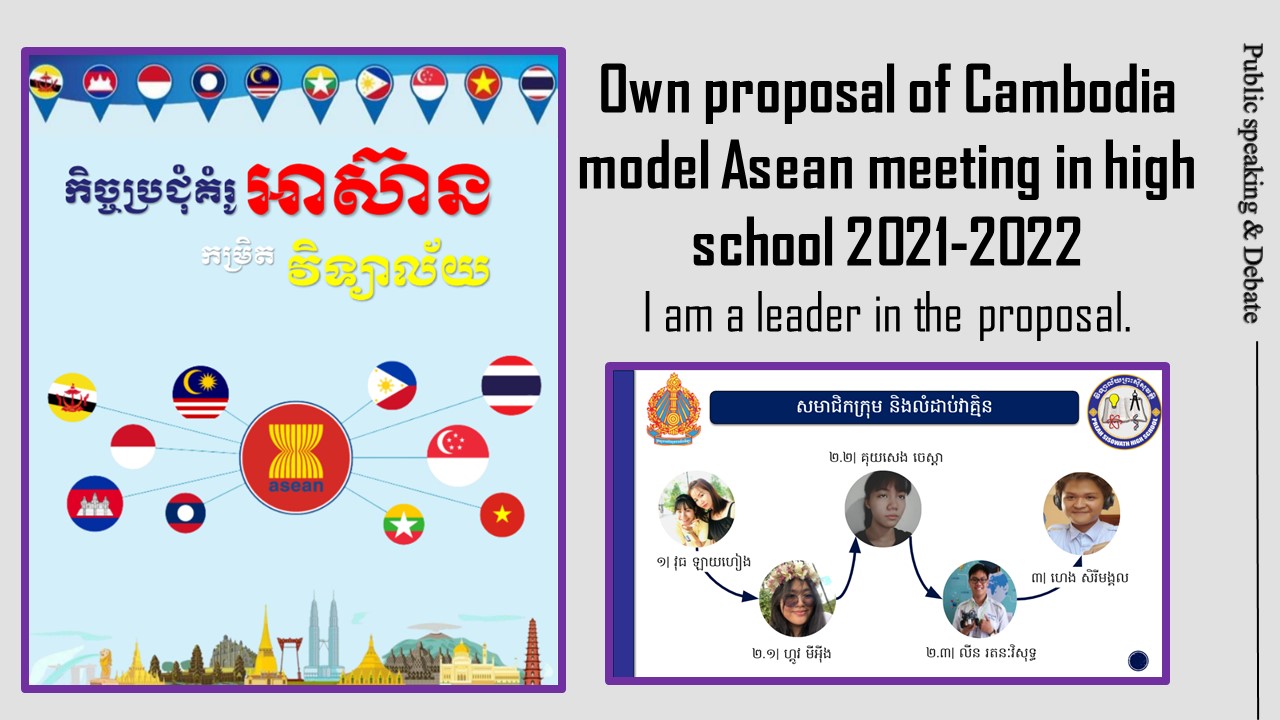 កិច្ចប្រជុំគំរូ អាស៊ាន
កម្រិត វិទ្យាល័យ
asean
Own proposal of Cambodia
model Asean meeting in high
school 2021-2022
I am a leader in the proposal.
Public speaking & Debate
សមាជិកក្រុម និងលំដាប់វាគ្មិន
PREAH SISOWATH HIGH SCHOOL
២.២| គុយសេង ចេស្តា
១| វុធ ឡាយហៀង
៣| ហេង សិរីមង្គល
២.១| ហួរ មីអ៊ីង
២.៣| លីន រតនៈវិសុទ្ធ